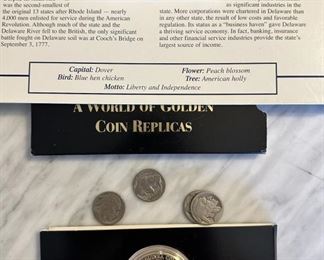 was the second-smallest of
the original 13 states after Rhode Island — nearly
4,000 men enlisted for service during the American
Revolution. Although much of the state and the
Delaware River fell to the British, the only significant
battle fought on Delaware soil was at Cooch's Bridge on
September 3, 1777.
as significant industries in the
state. More corporations were chartered in Delaware than
in any other state, the result of low costs and favorable
regulation. Its status as a "business haven" gave Delaware
a thriving service economy. In fact, banking, insurance
and other financial service industries provide the state's
largest source of income.
Capital: Dover
Bird: Blue hen chicken
Flower: Peach blossom
Tree: American holly
Motto: Liberty and Independence
A WORLD OF GOLDEN
COIN REPLICAS